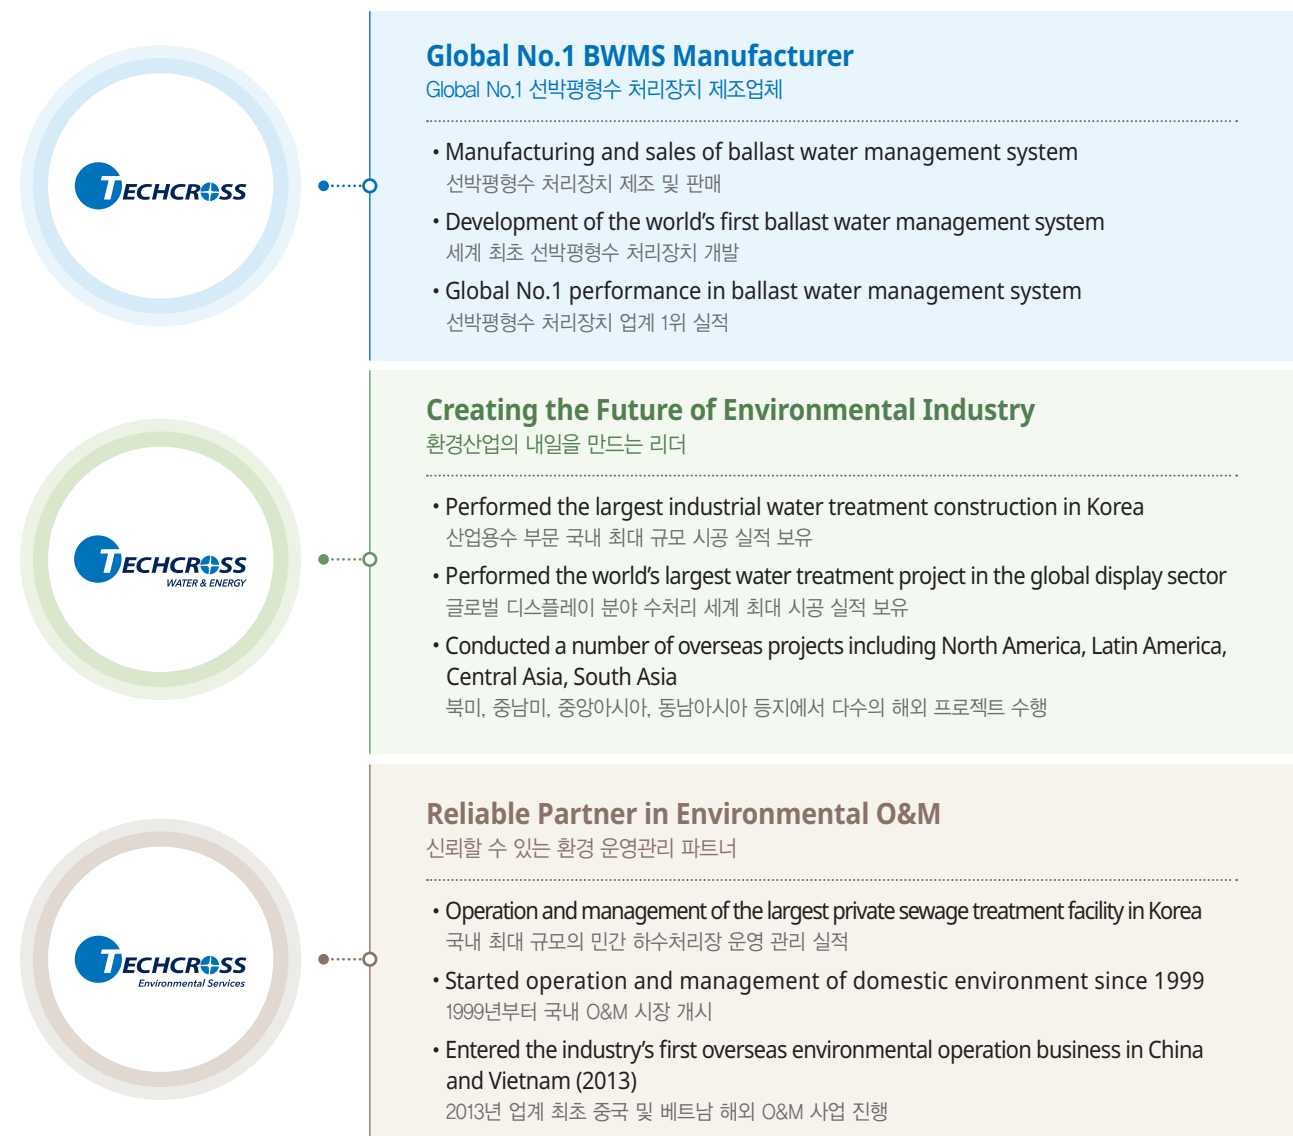 TECHCROSS
Global No.1 BWMS Manufacturer
Global No.1 선박평형수 처리장치 제조업체
• Manufacturing and sales of ballast water management system
선박평형수 처리장치 제조 및 판매
• Development of the world's first ballast water management system
세계 최초 선박평형수 처리장치 개발
• Global No.1 performance in ballast water management system
선박평형수 처리장치 업계 1위 실적
TECHCROSS
WATER & ENERGY
Creating the Future of Environmental Industry
환경산업의 내일을 만드는 리더
• Performed the largest industrial water treatment construction in Korea
산업용수 부문 국내 최대 규모 시공 실적 보유
• Performed the world's largest water treatment project in the global display sector
글로벌 디스플레이 분야 수처리 세계 최대 시공 실적 보유
• Conducted a number of overseas projects including North America, Latin America,
Central Asia, South Asia
북미, 중남미, 중앙아시아, 동남아시아 등지에서 다수의 해외 프로젝트 수행
TECHCROSS
Environmental Services
Reliable Partner in Environmental O&M
신뢰할 수 있는 환경 운영관리 파트너
• Operation and management of the largest private sewage treatment facility in Korea
국내 최대 규모의 민간 하수처리장 운영 관리 실적
• Started operation and management of domestic environment since 1999
1999년부터 국내 O&M 시장 개시
• Entered the industry's first overseas environmental operation business in China
and Vietnam (2013)
2013년 업계 최초 중국 및 베트남 해외 O&M 사업 진행